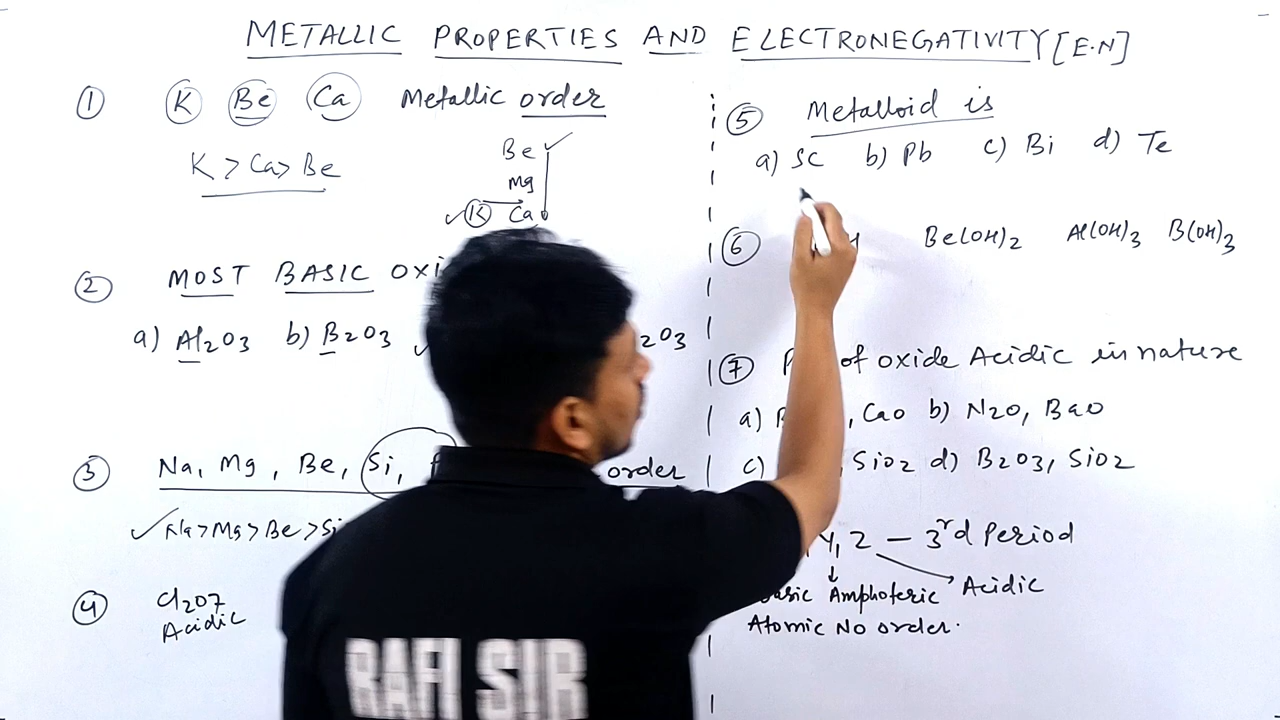 METALLIC PROPERTIES AND ELECTRONEGATIVITY [E.N]
① K Be Ca Metallic order
K > Ca > Be
Be
Mg
K Ca
② MOST BASIC OXI
a) Al2O3 b) B2O3 2O3
③ Na, Mg, Be, Si, order
Na > Mg > Be > Si
④ Cl2O7
Acidic
⑤ Metalloid is
a) Sc b) Pb c) Bi d) Te
⑥ Be(OH)2 Al(OH)3 B(OH)3
⑦ of oxide Acidic in nature
a) B , CaO b) N2O, BaO
c) , SiO2 d) B2O3, SiO2
Y, Z – 3rd Period
Amphoteric Acidic
Atomic No order.
RAFI SIR